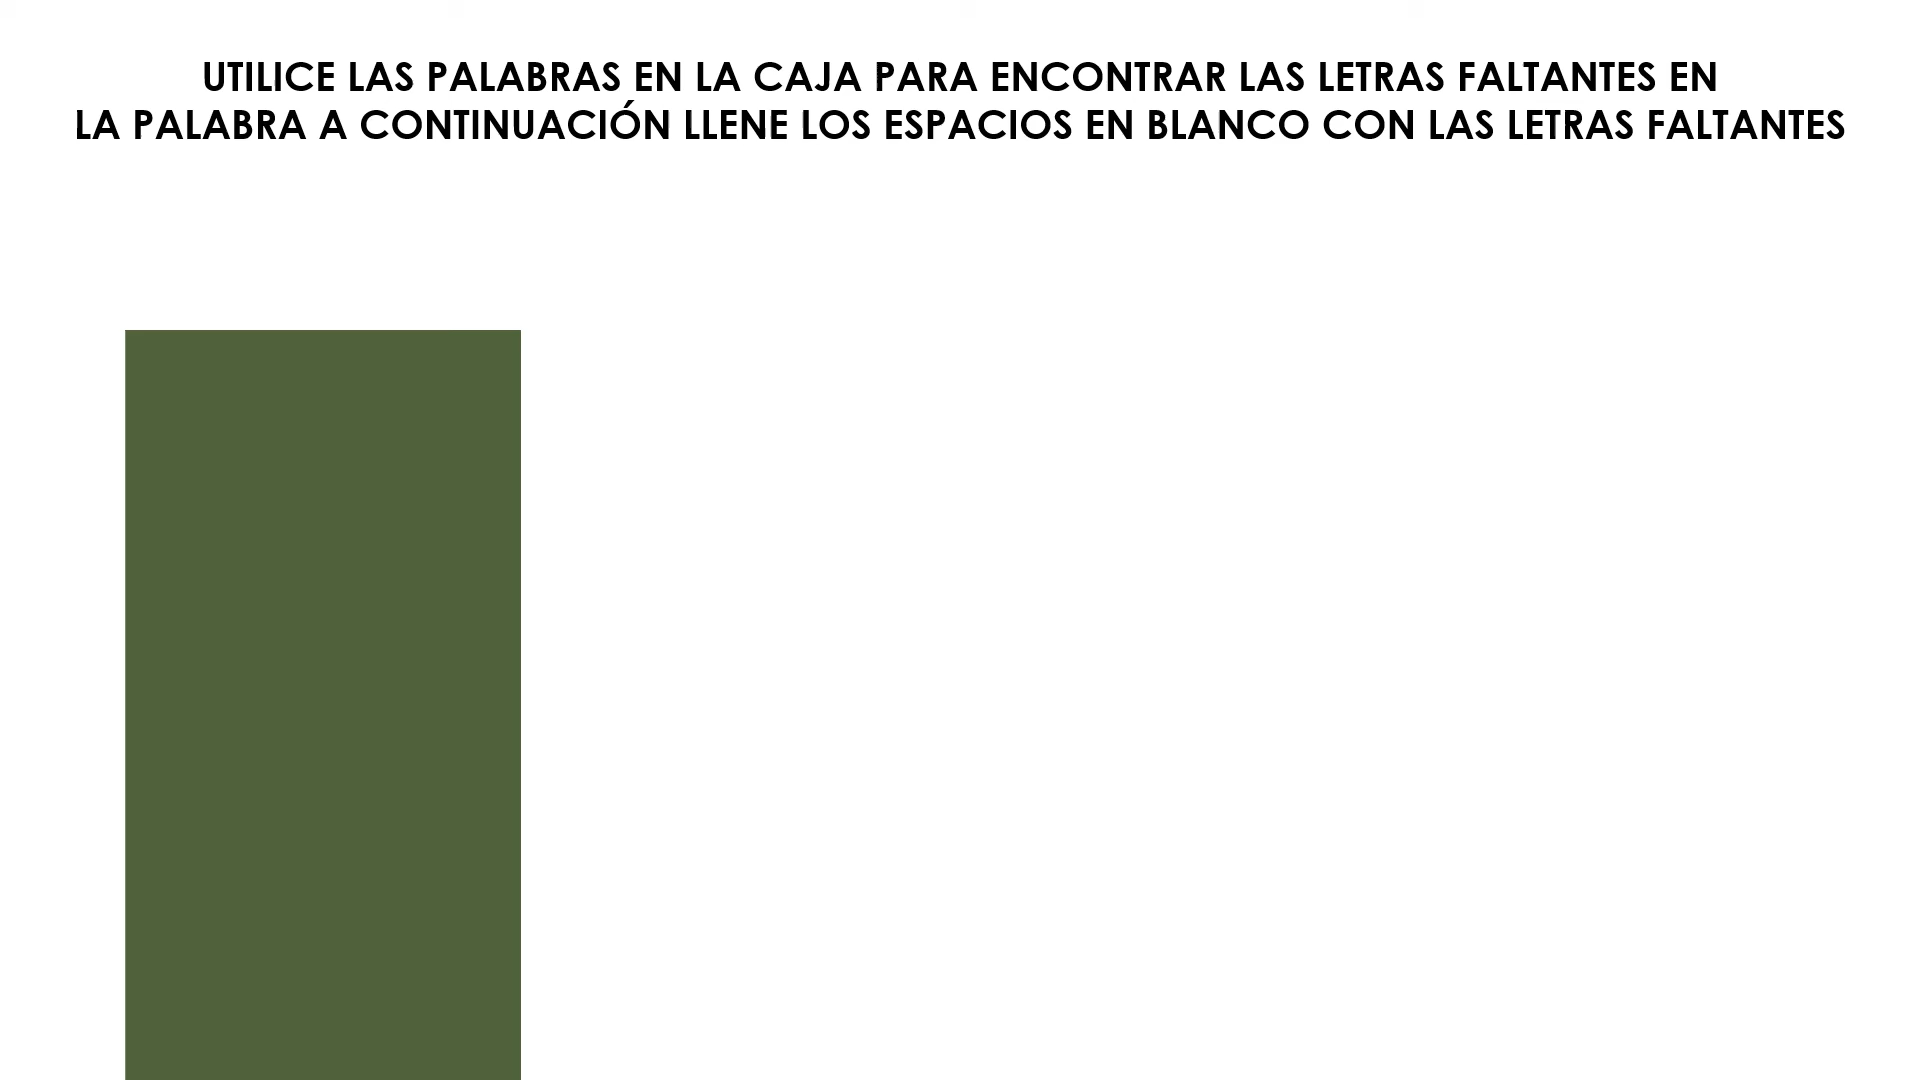 UTILICE LAS PALABRAS EN LA CAJA PARA ENCONTRAR LAS LETRAS FALTANTES EN
LA PALABRA A CONTINUACIÓN LLENE LOS ESPACIOS EN BLANCO CON LAS LETRAS FALTANTES